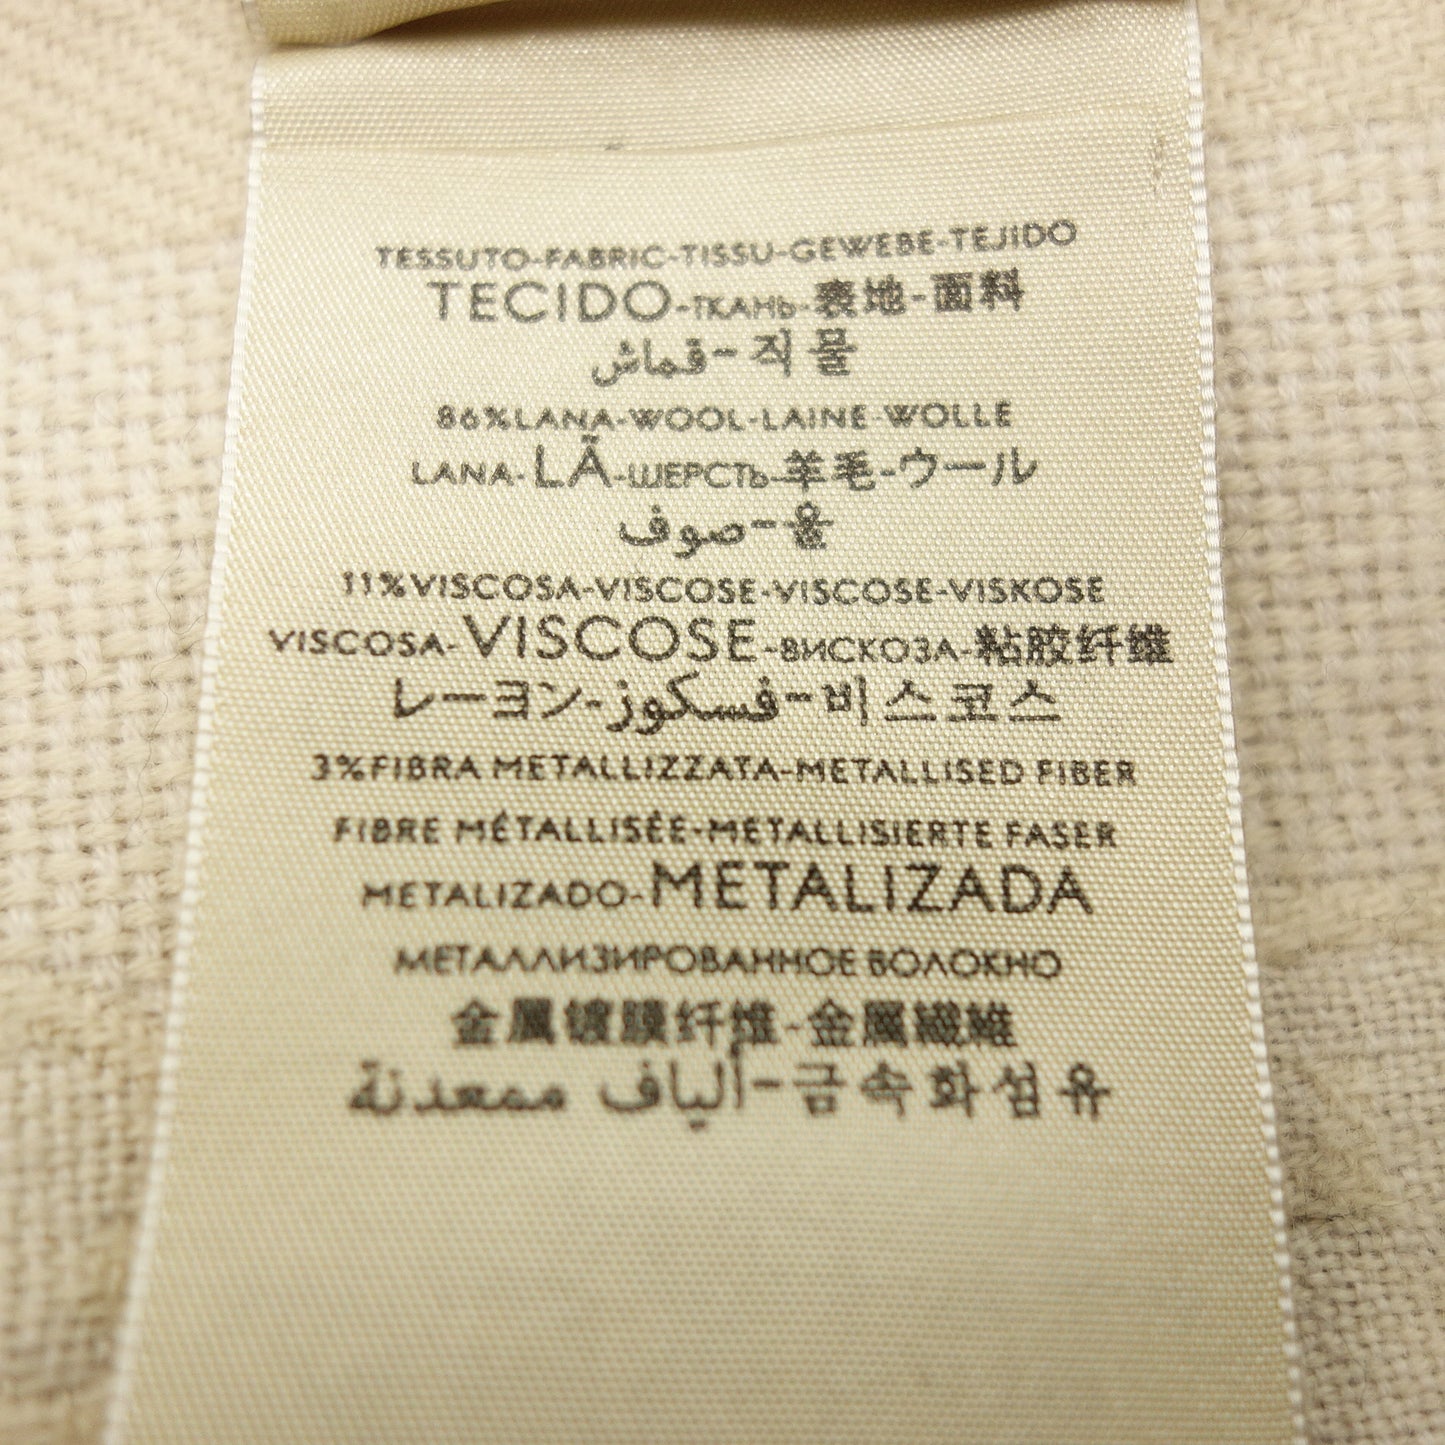 TESSUTO-FABRIC-TISSU-GEWEBE-TEJIDO
TECIDO-ТКАНЬ-表地-面料
قماش-직물
86%LANA-WOOL-LAINE-WOLLE
LANA-LÃ-ШЕРСТЬ-羊毛-ウール
صوف-울
11%VISCOSA-VISCOSE-VISCOSE-VISKOSE
VISCOSA-VISCOSE-ВИСКОЗА-粘胶纤维
レーヨン-فسكوز-비스코스
3%FIBRA METALLIZZATA-METALLISED FIBER
FIBRE MÉTALLISÉE-METALLISIERTE FASER
METALIZADO-METALIZADA
МЕТАЛЛИЗИРОВАННОЕ ВОЛОКНО
金属镀膜纤维-金属繊維
ألياف ممعدنة-금속화섬유